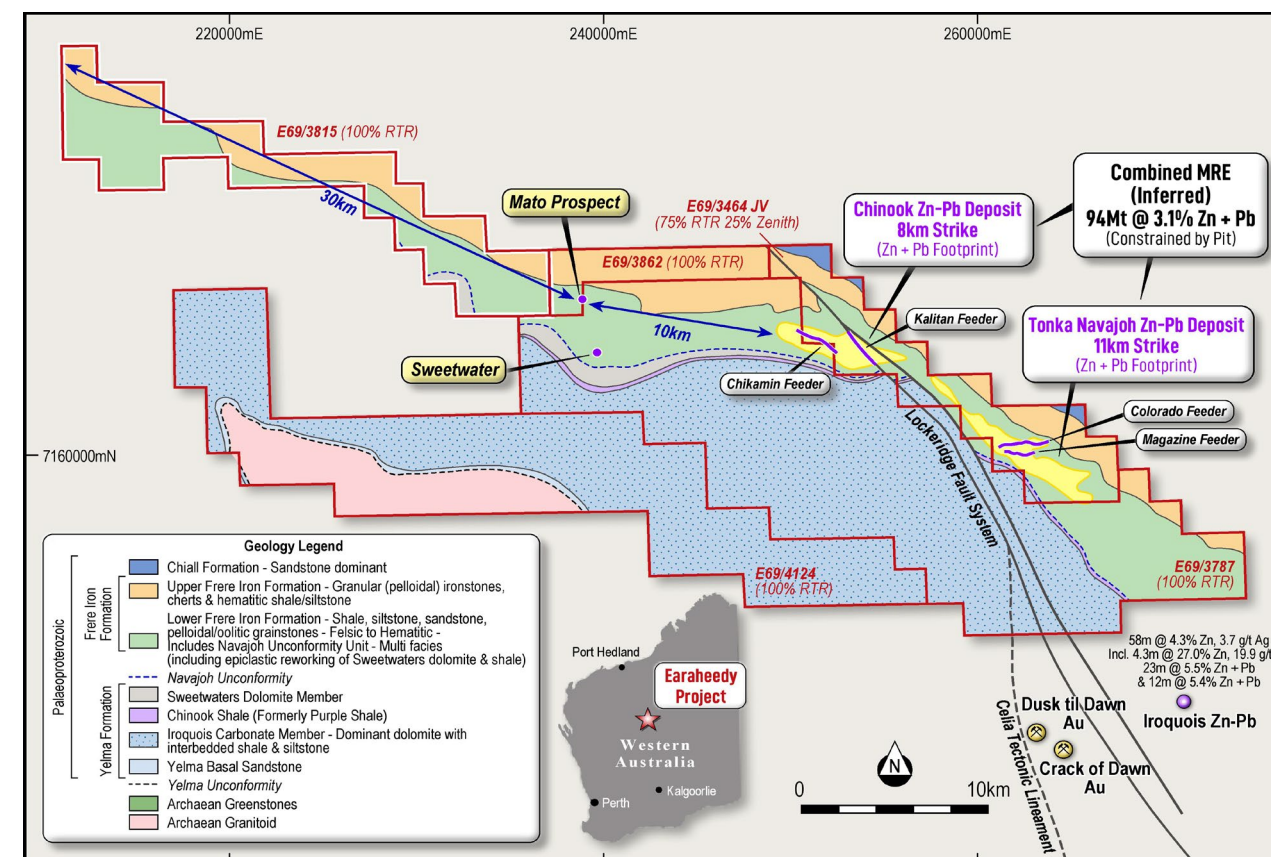 220000mE
240000mE
260000mE
E69/3815 (100% RTR)
30km
Mato Prospect
E69/3464 JV
(75% RTR 25% Zenith)
E69/3862 (100% RTR)
Chinook Zn-Pb Deposit
8km Strike
(Zn + Pb Footprint)
Combined MRE
(Inferred)
94Mt @ 3.1% Zn + Pb
(Constrained by Pit)
10km
Kalitan Feeder
Tonka Navajoh Zn-Pb Deposit
11km Strike
(Zn + Pb Footprint)
Sweetwater
Chikamin Feeder
Colorado Feeder
Magazine Feeder
7160000mN
Lockeridge Fault System
E69/4124
(100% RTR)
E69/3787
(100% RTR)
Geology Legend
Palaeoproterozoic
Frere Iron
Formation
Yelma Formation
Chiall Formation - Sandstone dominant
Upper Frere Iron Formation - Granular (pelloidal) ironstones,
cherts & hematitic shale/siltstone
Lower Frere Iron Formation - Shale, siltstone, sandstone,
pelloidal/oolitic grainstones - Felsic to Hematitic -
Includes Navajoh Unconformity Unit - Multi facies
(including epiclastic reworking of Sweetwaters dolomite & shale)
Navajoh Unconformity
Sweetwaters Dolomite Member
Chinook Shale (Formerly Purple Shale)
Iroquois Carbonate Member - Dominant dolomite with
interbedded shale & siltstone
Yelma Basal Sandstone
Yelma Unconformity
Archaean Greenstones
Archaean Granitoid
Port Hedland
Earaheedy
Project
Western
Australia
Kalgoorlie
Perth
N
0
10km
58m @ 4.3% Zn, 3.7 g/t Ag
Incl. 4.3m @ 27.0% Zn, 19.9 g/t
23m @ 5.5% Zn + Pb
& 12m @ 5.4% Zn + Pb
Iroquois Zn-Pb
Dusk til Dawn
Au
Crack of Dawn
Au
Celia Tectonic Lineament